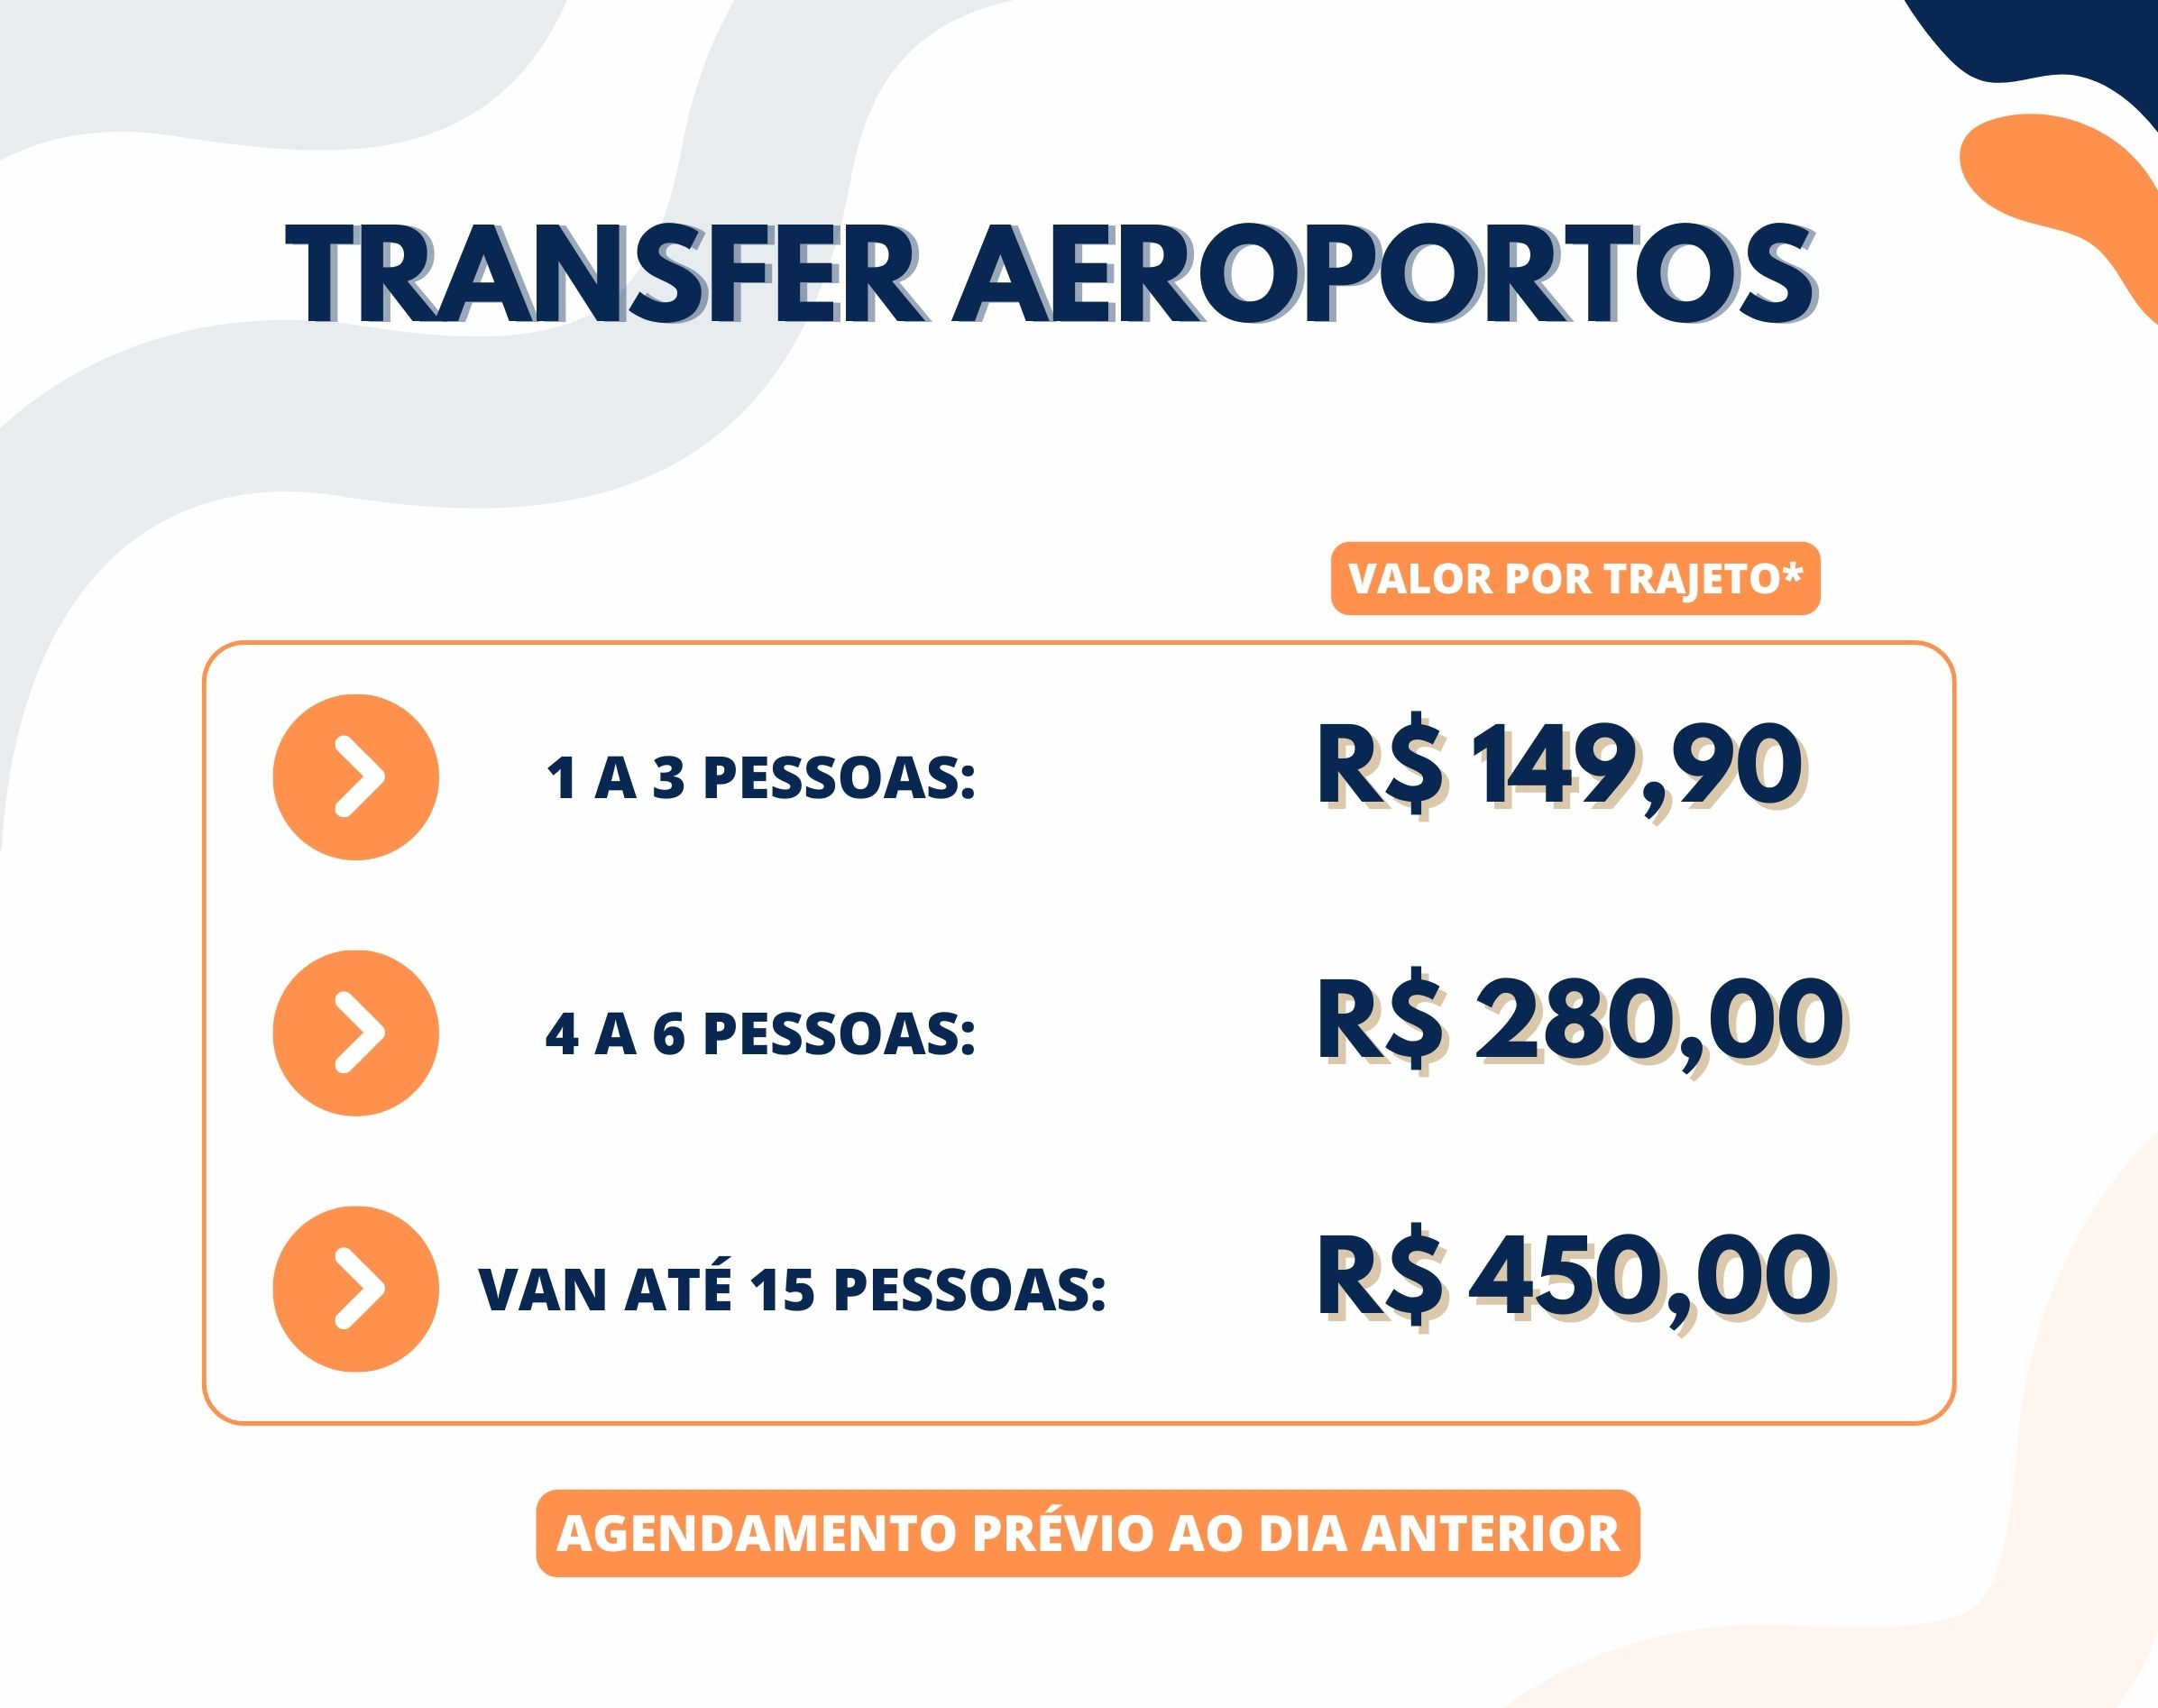 TRANSFER AEROPORTOS
VALOR POR TRAJETO*
1 A 3 PESSOAS: R$ 149,90
4 A 6 PESSOAS: R$ 280,00
VAN ATÉ 15 PESSOAS: R$ 450,00
AGENDAMENTO PRÉVIO AO DIA ANTERIOR